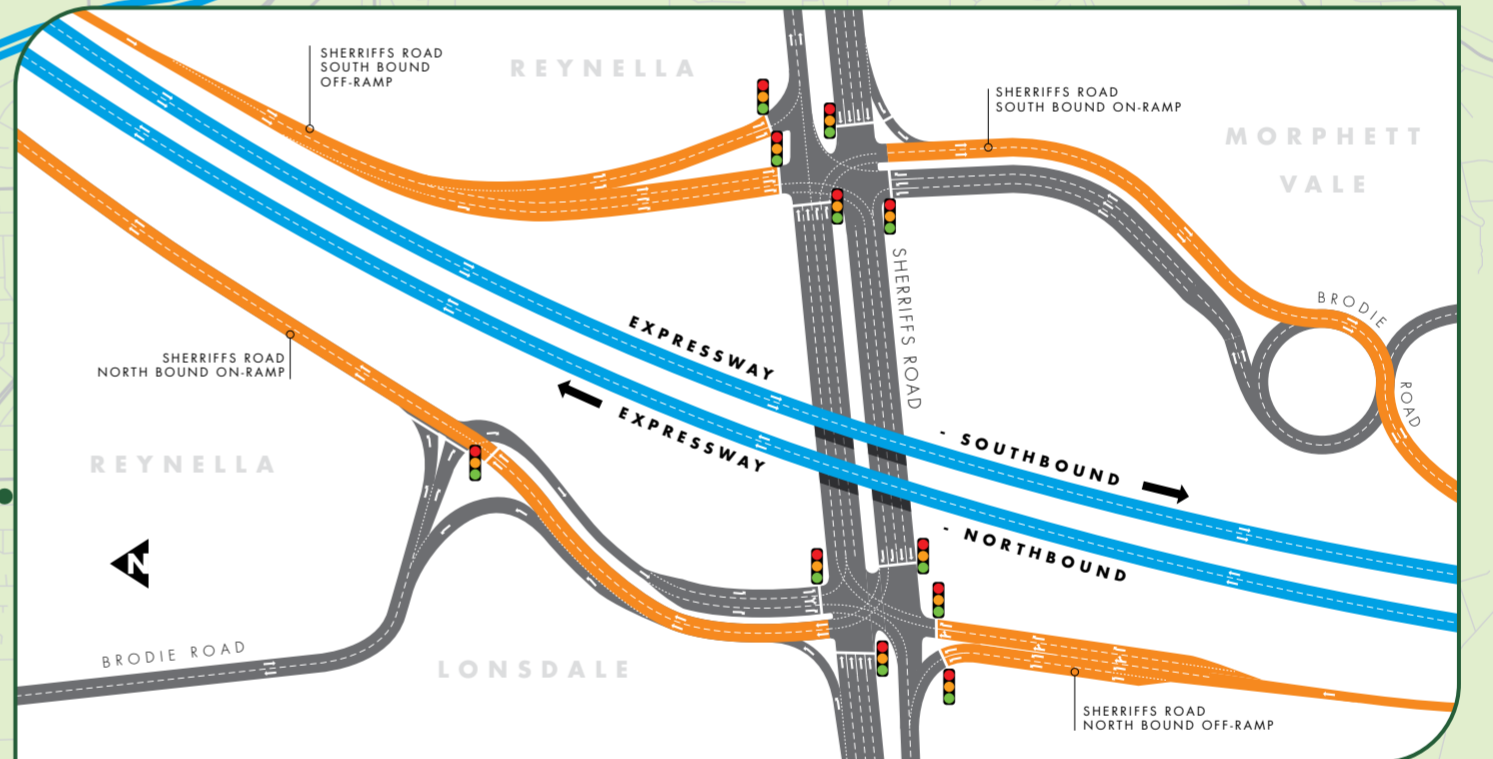 SHERRIFFS ROAD
SOUTH BOUND
OFF-RAMP
REYNELLA
SHERRIFFS ROAD
SOUTH BOUND ON-RAMP
MORPHETT
VALE
SHERRIFFS ROAD
BRODIE
ROAD
EXPRESSWAY
- SOUTHBOUND
EXPRESSWAY
- NORTHBOUND
SHERRIFFS ROAD
NORTH BOUND ON-RAMP
REYNELLA
N
BRODIE ROAD
LONSDALE
SHERRIFFS ROAD
NORTH BOUND OFF-RAMP